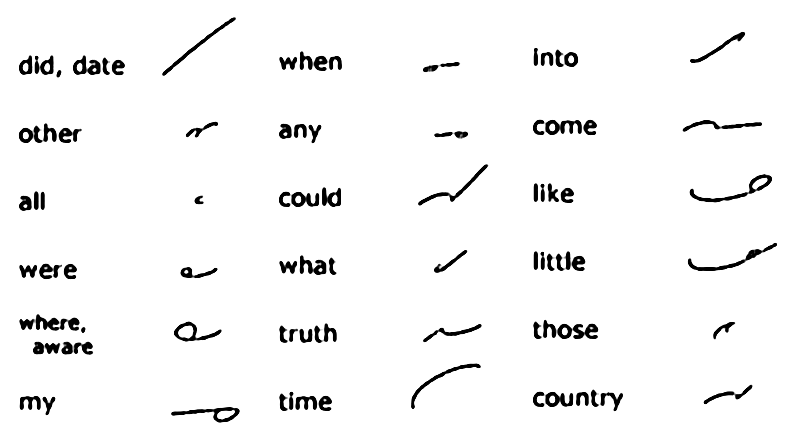 did, date when into
other any come
all could like
were what little
where,
aware truth those
my time country